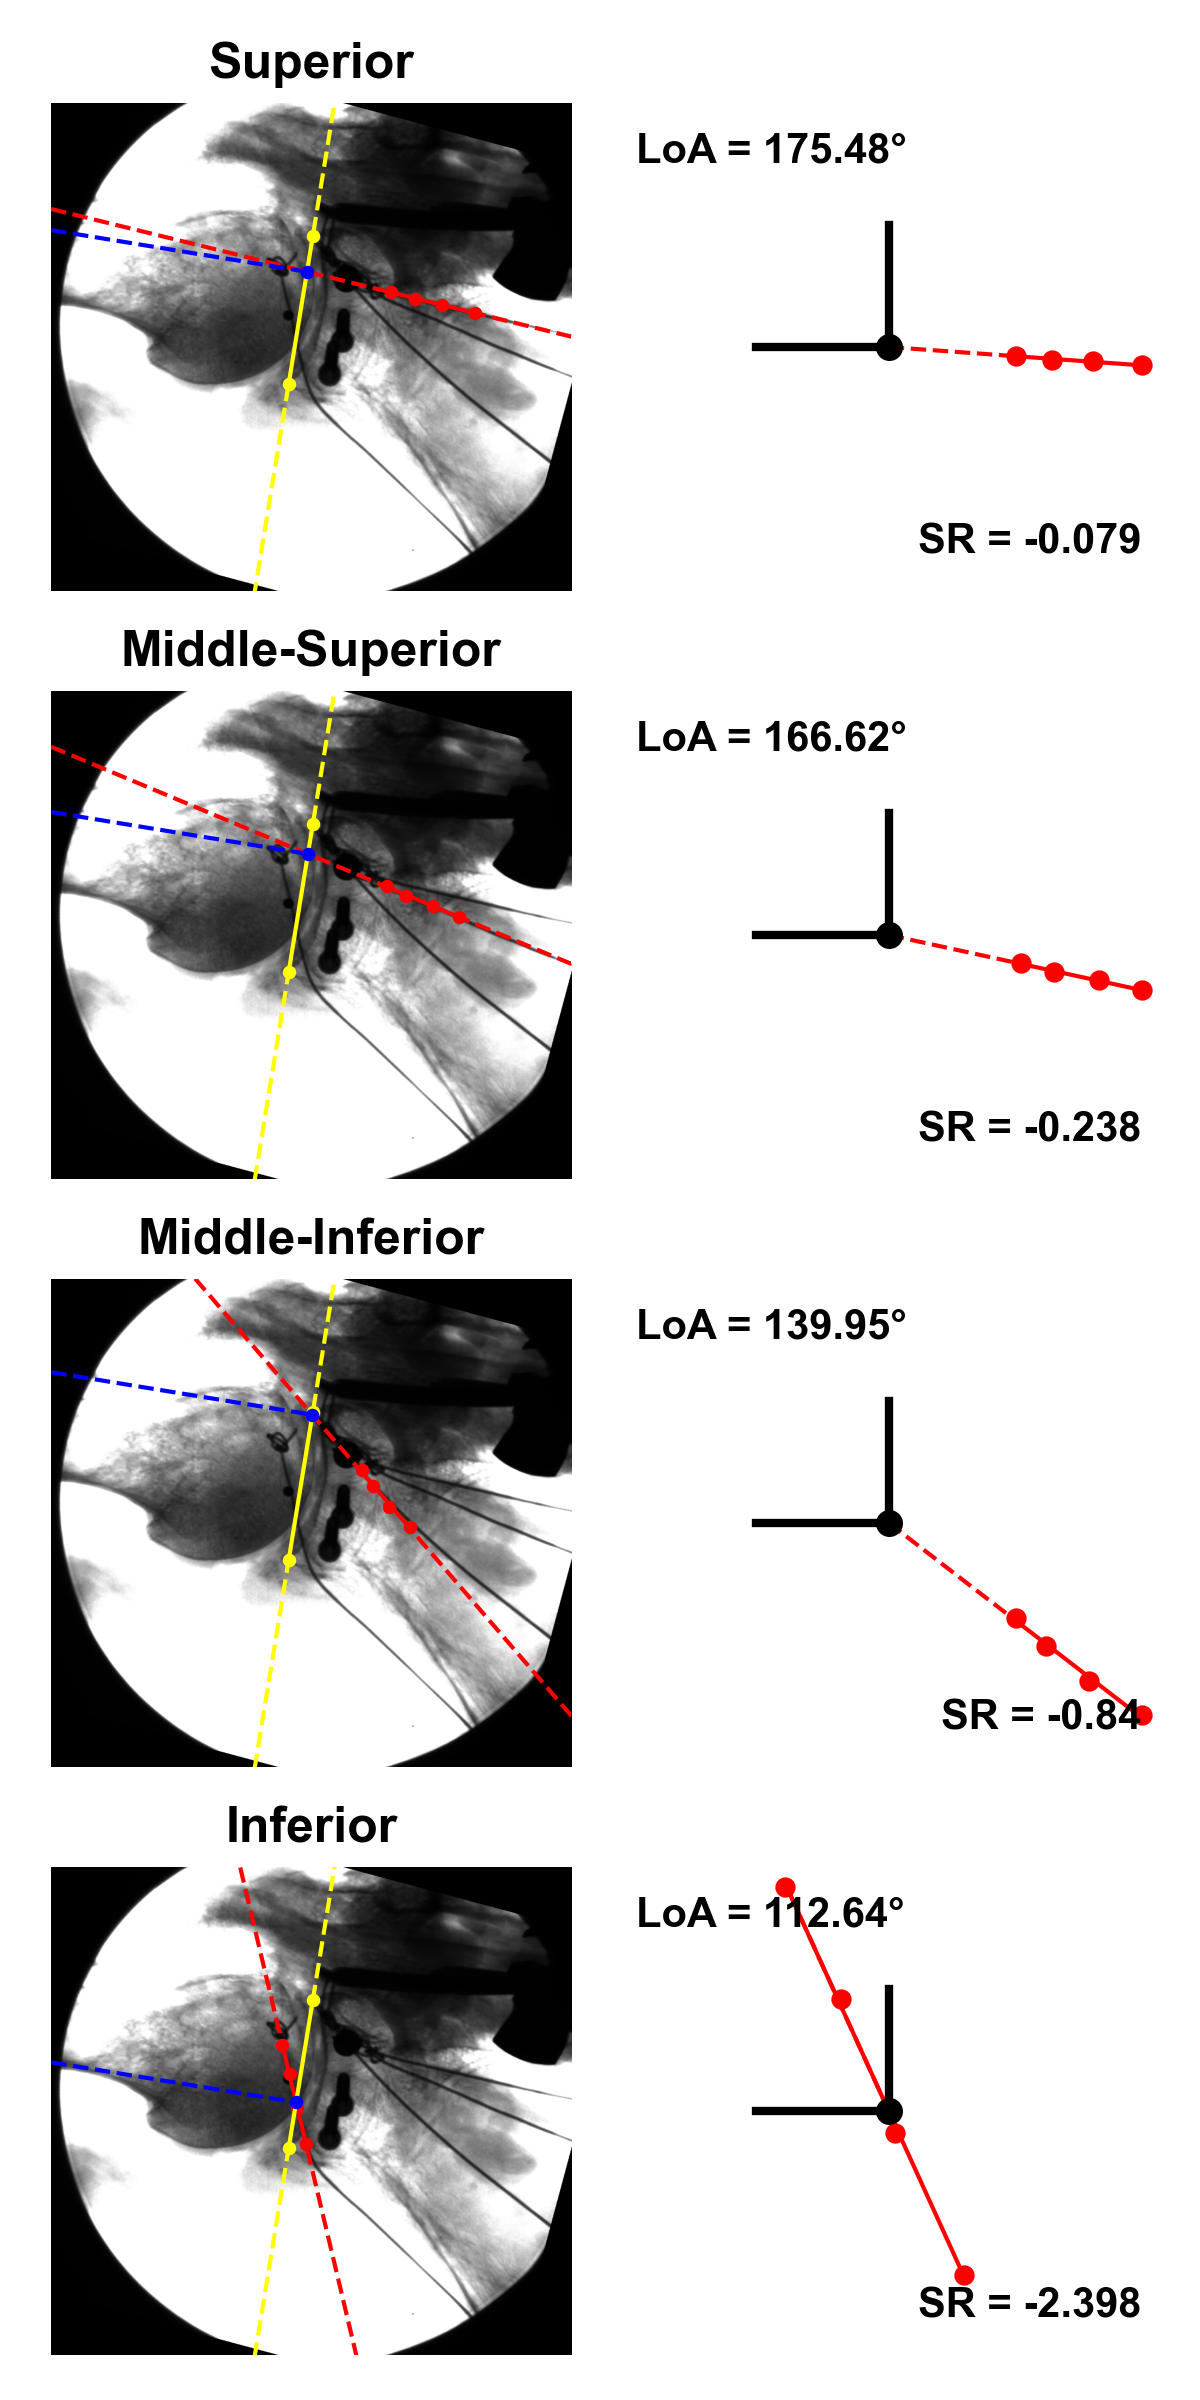 Superior
LoA = 175.48°
SR = -0.079
Middle-Superior
LoA = 166.62°
SR = -0.238
Middle-Inferior
LoA = 139.95°
SR = -0.84
Inferior
LoA = 112.64°
SR = -2.398